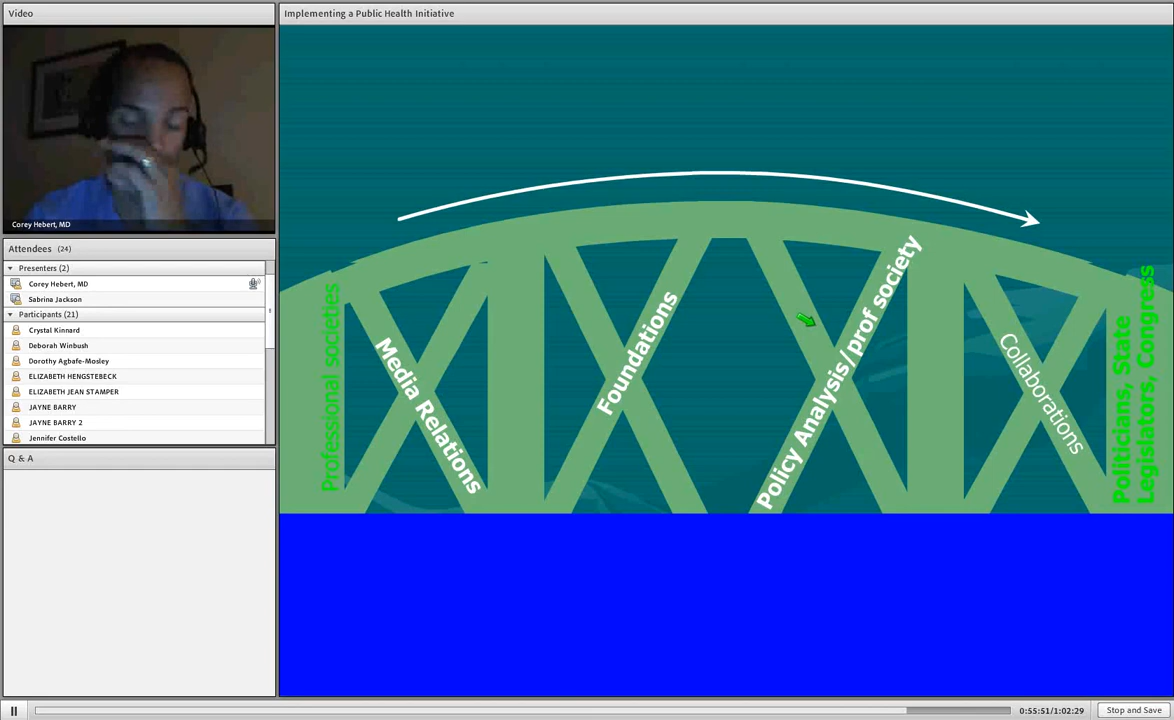 Video
Implementing a Public Health Initiative
Corey Hebert, MD
Attendees (24)
Presenters (2)
Corey Hebert, MD
Sabrina Jackson
Participants (21)
Crystal Kinnard
Deborah Winbush
Dorothy Agbafe-Mosley
ELIZABETH HENGSTEBECK
ELIZABETH JEAN STAMPER
JAYNE BARRY
JAYNE BARRY 2
Jennifer Costello
Q & A
Professional societies
Media Relations
Foundations
Policy Analysis/prof society
Collaborations
Politicians, State
Legislators, Congress
0:55:51/1:02:29
Stop and Save